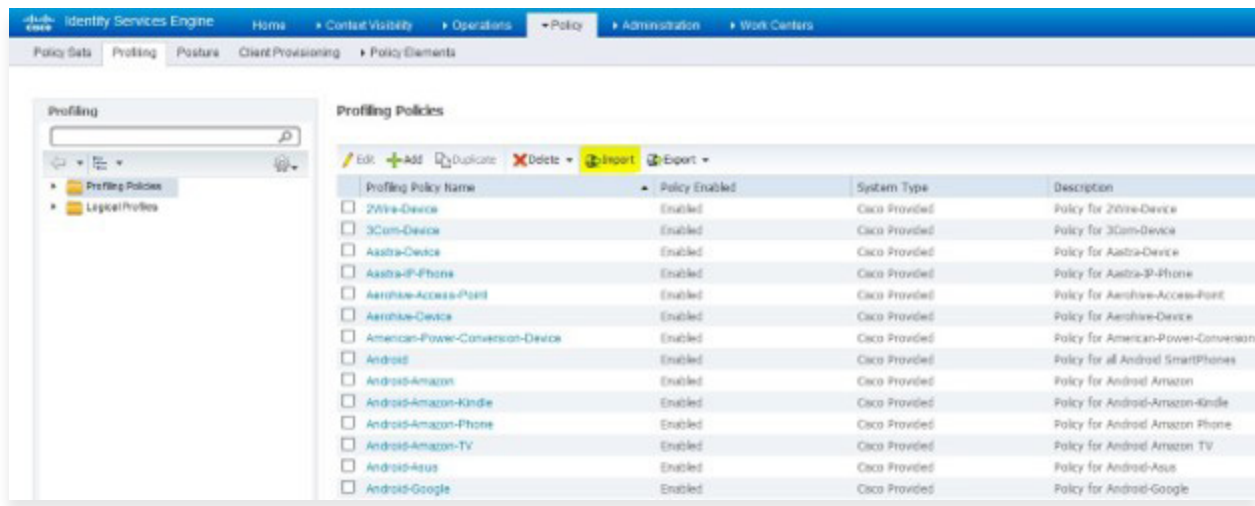 cisco Identity Services Engine Home Context Visibility Operations Policy Administration Work Centers
Policy Sets Profiling Posture Client Provisioning Policy Elements
Profiling
Profiling Policies
Edit Add Duplicate Delete Import Export
Profiling Policies
Logical Profiles
Profiling Policy Name Policy Enabled System Type Description
2Wire-Device Enabled Cisco Provided Policy for 2Wire-Device
3Com-Device Enabled Cisco Provided Policy for 3Com-Device
Aastra-Device Enabled Cisco Provided Policy for Aastra-Device
Aastra-IP-Phone Enabled Cisco Provided Policy for Aastra-IP-Phone
Aerohive-Access-Point Enabled Cisco Provided Policy for Aerohive-Access-Point
Aerohive-Device Enabled Cisco Provided Policy for Aerohive-Device
American-Power-Conversion-Device Enabled Cisco Provided Policy for American-Power-Conversion
Android Enabled Cisco Provided Policy for all Android SmartPhones
Android-Amazon Enabled Cisco Provided Policy for Android Amazon
Android-Amazon-Kindle Enabled Cisco Provided Policy for Android-Amazon-Kindle
Android-Amazon-Phone Enabled Cisco Provided Policy for Android Amazon Phone
Android-Amazon-TV Enabled Cisco Provided Policy for Android Amazon TV
Android-Asus Enabled Cisco Provided Policy for Android-Asus
Android-Google Enabled Cisco Provided Policy for Android-Google